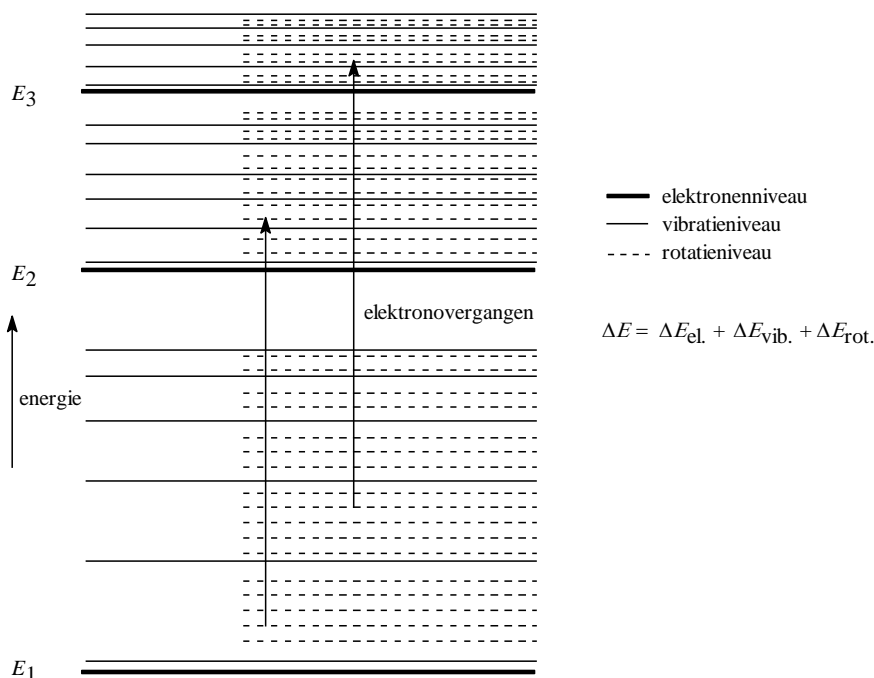 E3
elektronenniveau
vibratieniveau
rotatieniveau
E2
elektronovergangen
ΔE = ΔEel. + ΔEvib. + ΔErot.
energie
E1